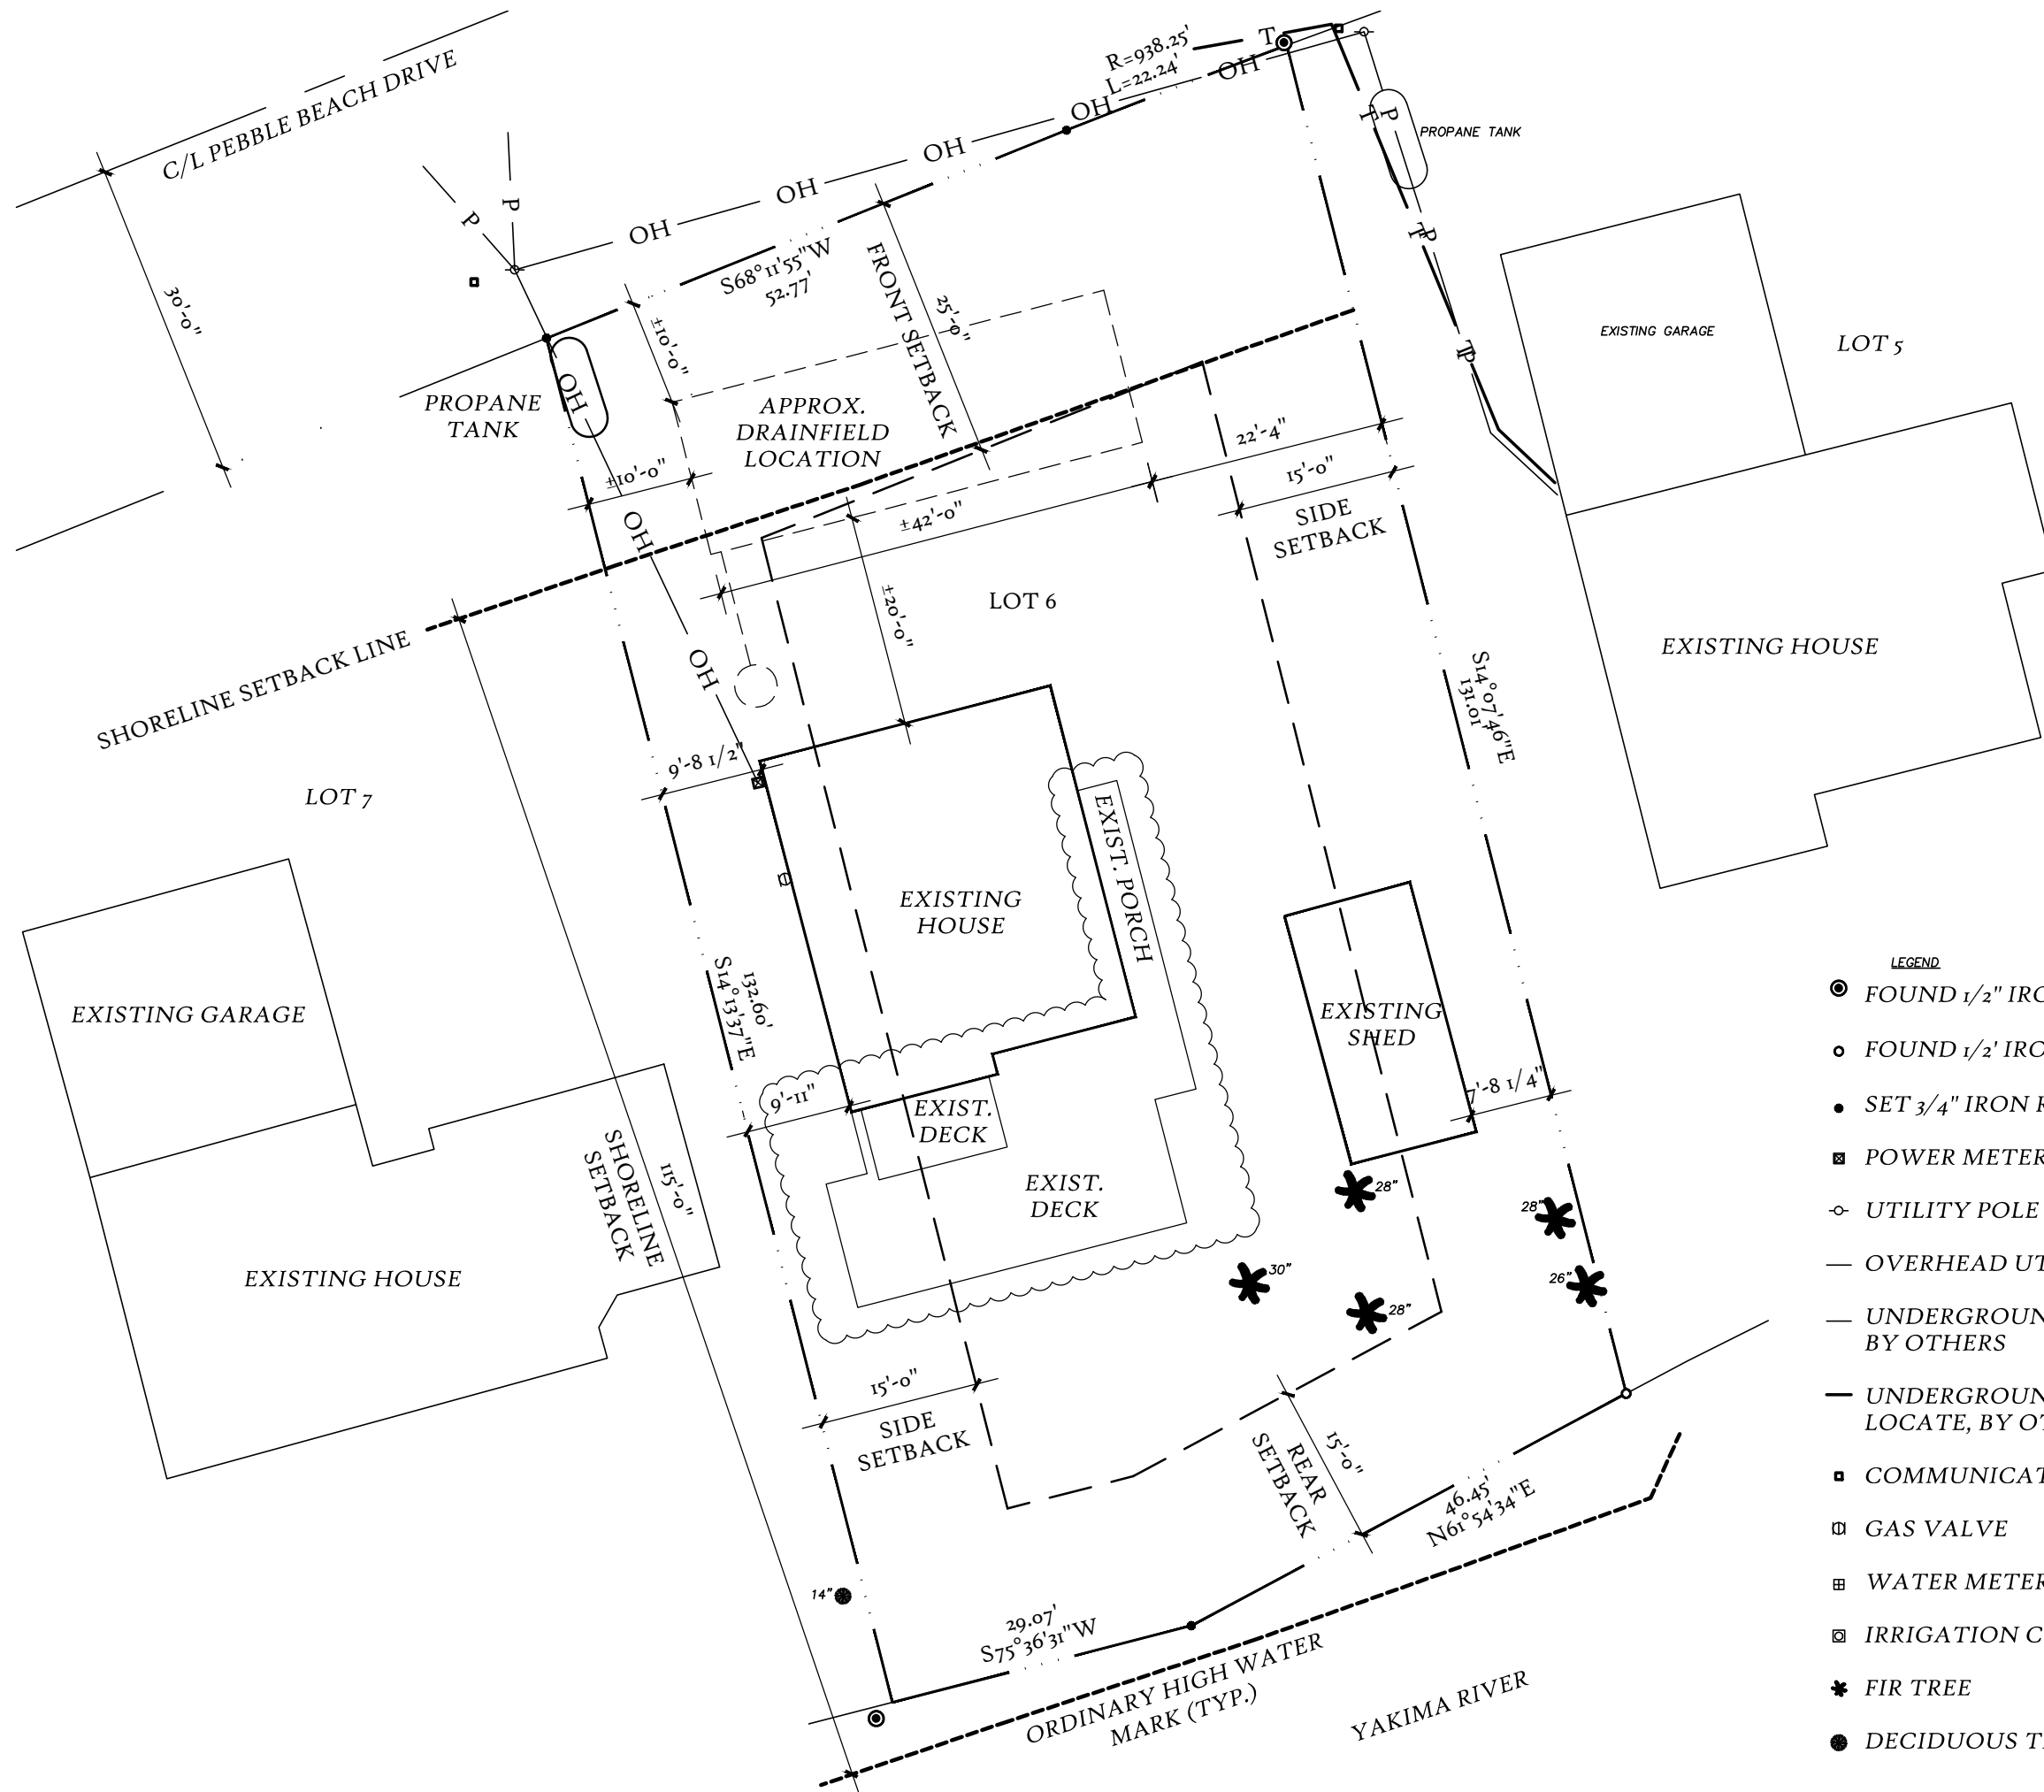 C/L PEBBLE BEACH DRIVE
30'-0"
R=938.25'
L=22.24'
T
OH
OH
OH
OH
OH
P
P
S68°11'55"W
52.77'
FRONT SETBACK
25'-0"
±10'-0"
PROPANE
TANK
OH
OH
OH
APPROX.
DRAINFIELD
LOCATION
±10'-0"
±42'-0"
22'-4"
15'-0"
SIDE
SETBACK
T
P
T
P
T
P
PROPANE TANK
EXISTING GARAGE
LOT 5
EXISTING HOUSE
SHORELINE SETBACK LINE
LOT 6
±20'-0"
S14°07'46"E
131.01'
LOT 7
9'-8 1/2"
EXISTING
HOUSE
EXIST. PORCH
EXISTING
SHED
7'-8 1/4"
132.60'
S14°13'37"E
EXISTING GARAGE
EXISTING HOUSE
SHORELINE
SETBACK
115'-0"
9'-11"
EXIST.
DECK
EXIST.
DECK
28"
28"
30"
28"
26"
15'-0"
SIDE
SETBACK
REAR
SETBACK
15'-0"
46.45'
N61°54'34"E
14"
29.07'
S75°36'31"W
ORDINARY HIGH WATER
MARK (TYP.)
YAKIMA RIVER
LEGEND
FOUND 1/2" IRO
FOUND 1/2' IRO
SET 3/4" IRON
POWER METER
UTILITY POLE
OVERHEAD UT
UNDERGROUN
BY OTHERS
UNDERGROUN
LOCATE, BY OT
COMMUNICAT
GAS VALVE
WATER METER
IRRIGATION C
FIR TREE
DECIDUOUS T